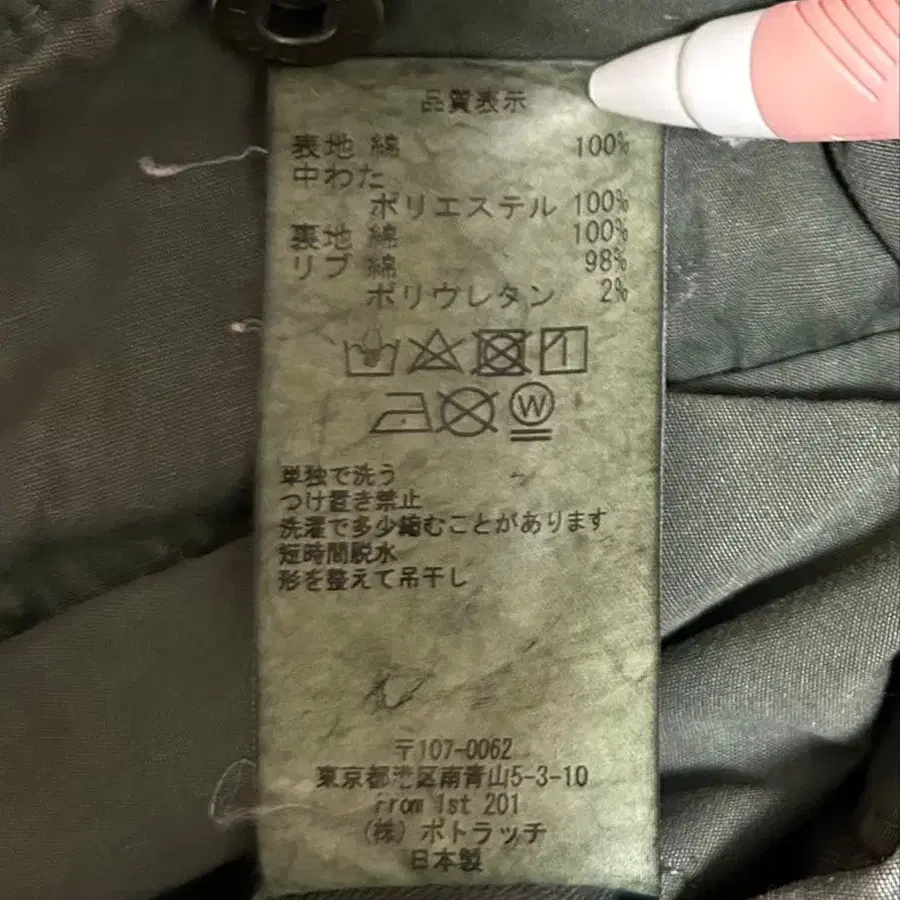 品質表示
表地 綿 100%
中わた
ポリエステル 100%
裏地 綿 100%
リブ 綿 98%
ポリウレタン 2%
W
単独で洗う
つけ置き禁止
洗濯で多少縮むことがあります
短時間脱水
形を整えて吊干し
〒107-0062
東京都港区南青山5-3-10
From 1st 201
(株) ポトラッチ
日本製